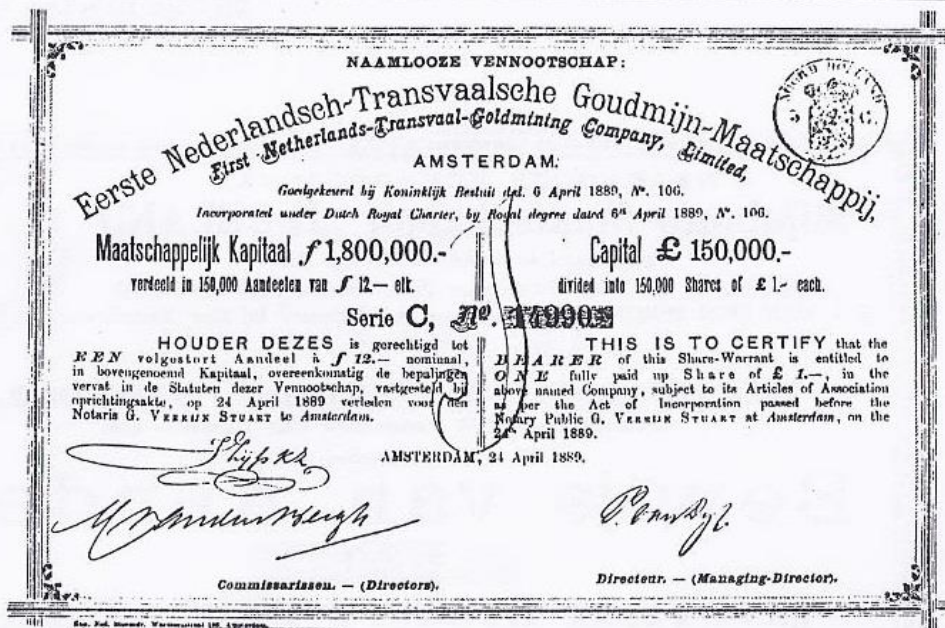 NAAMLOOZE VENNOOTSCHAP:
Eerste Nederlandsch-Transvaalsche Goudmijn-Maatschappij,
First Netherlands-Transvaal-Goldmining Company, Limited,
NOORD HOLLAND
AMSTERDAM.
Goedgekeurd bij Koninklijk Besluit dd. 6 April 1889, No. 106.
Incorporated under Dutch Royal Charter, by Royal degree dated 6th April 1889, No. 106.
Maatschappelijk Kapitaal ƒ 1,800,000.-
verdeeld in 150,000 Aandeelen van ƒ 12.— elk.
Capital £ 150,000.-
divided into 150,000 Shares of £ 1.- each.
Serie C, No. 17990
HOUDER DEZES is gerechtigd tot
EEN volgestort Aandeel à ƒ 12.— nominaal,
in bovengenoemd Kapitaal, overeenkomstig de bepalingen
vervat in de Statuten dezer Vennootschap, vastgesteld bij
oprichtingsakte, op 24 April 1889 verleden voor den
Notaris G. VERRIJN STUART te Amsterdam.
THIS IS TO CERTIFY that the
BEARER of this Share-Warrant is entitled to
ONE fully paid up Share of £ 1.—, in the
above named Company, subject to its Articles of Association
as per the Act of Incorporation passed before the
Notary Public G. VERRIJN STUART at Amsterdam, on the
24th April 1889.
AMSTERDAM, 24 April 1889.
Commissarissen. — (Directors).
Directeur. — (Managing-Director).